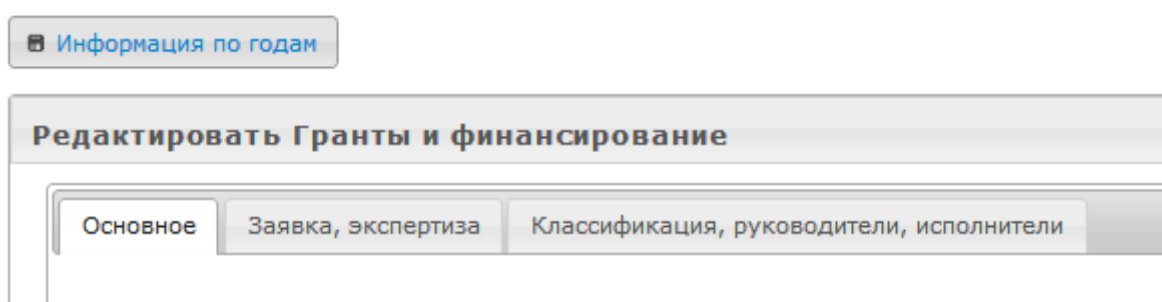 Информация по годам
Редактировать Гранты и финансирование
Основное Заявка, экспертиза Классификация, руководители, исполнители